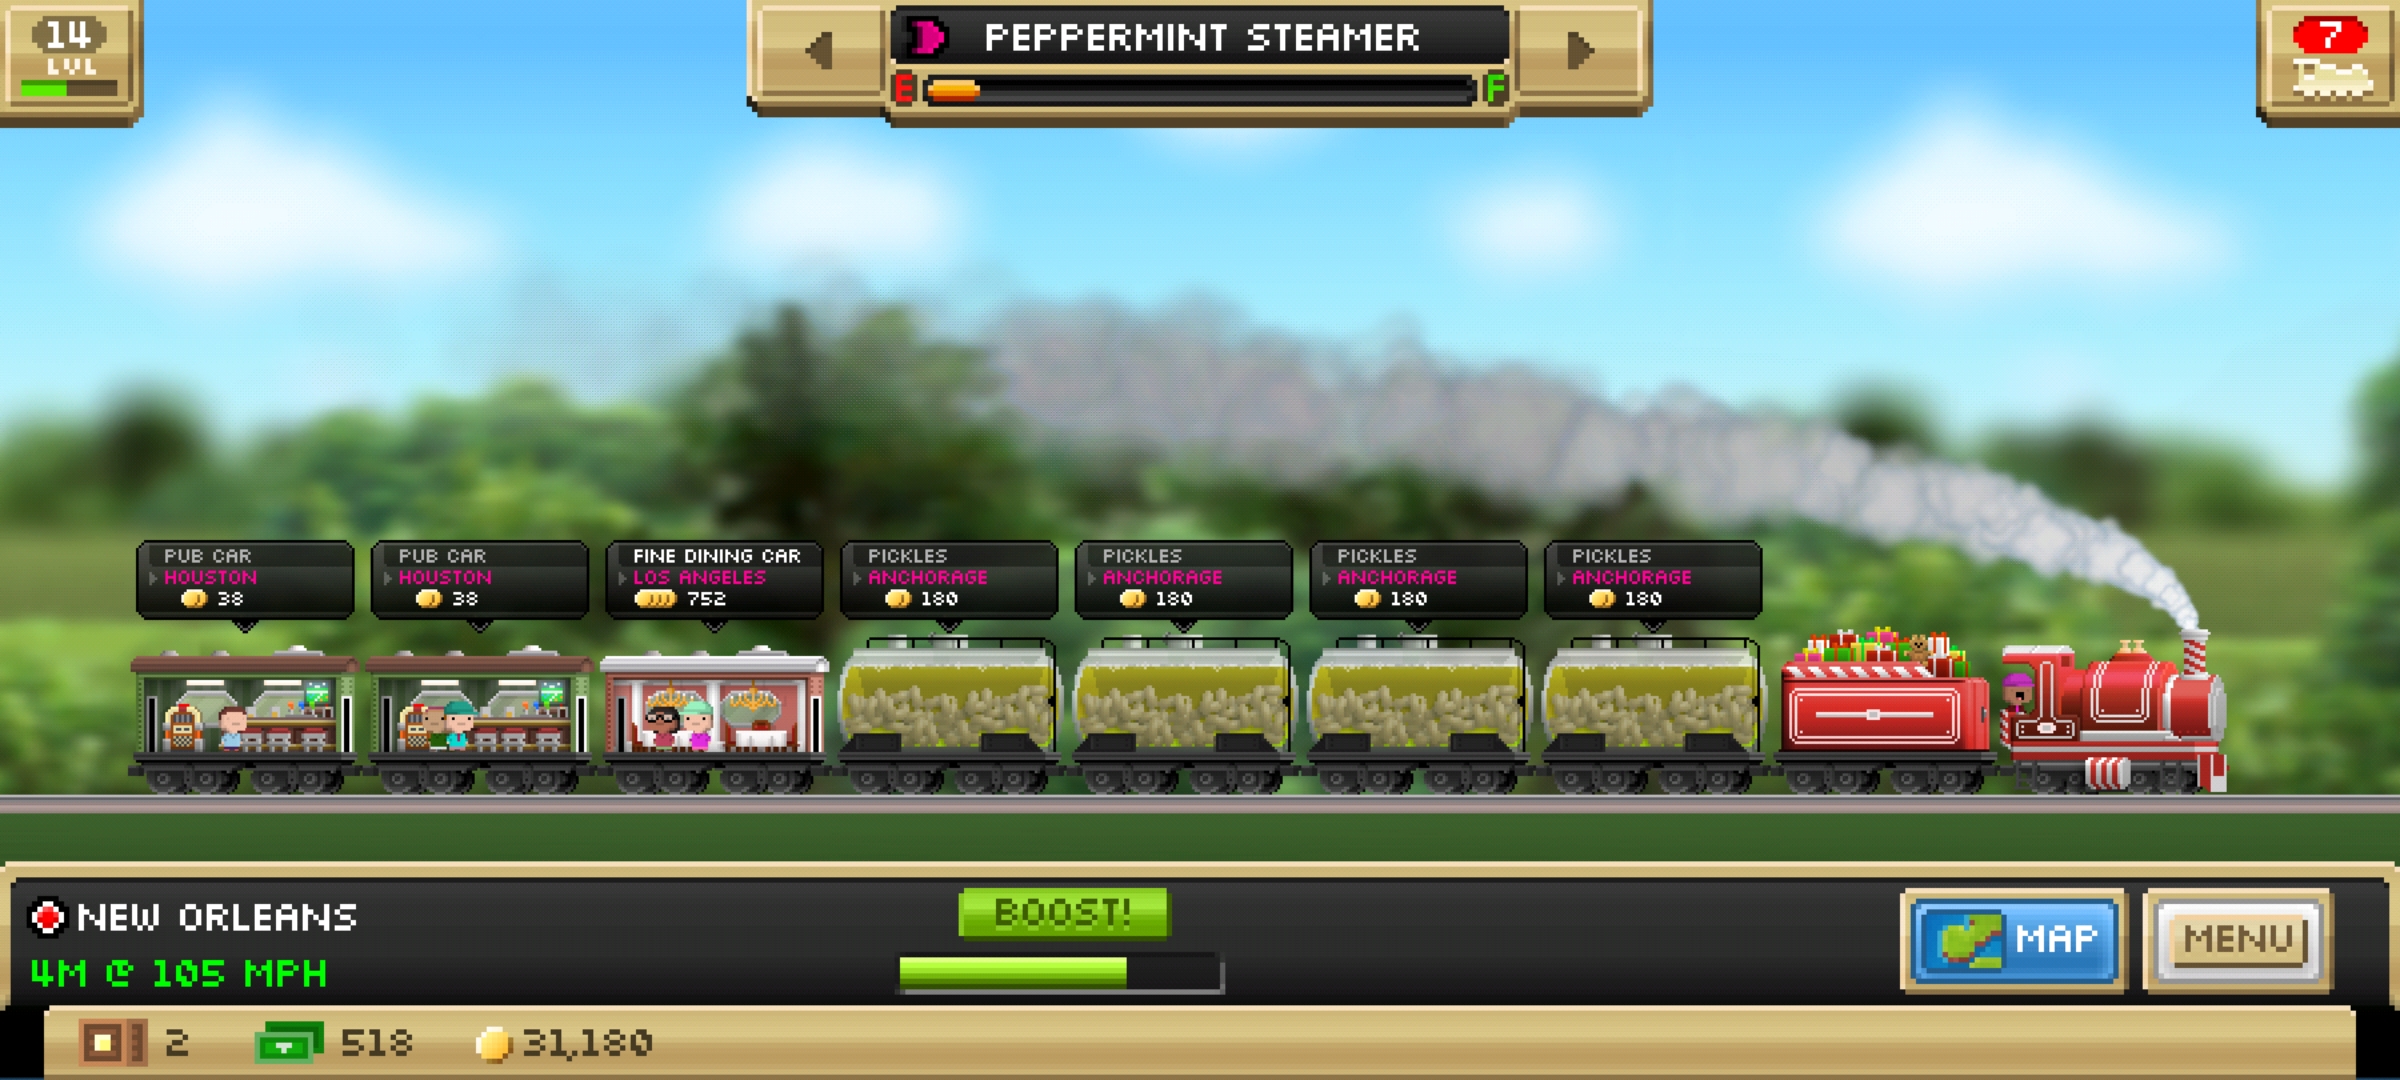 14
LVL
PEPPERMINT STEAMER
E F
7
PUB CAR
HOUSTON
38
PUB CAR
HOUSTON
38
FINE DINING CAR
LOS ANGELES
752
PICKLES
ANCHORAGE
180
PICKLES
ANCHORAGE
180
PICKLES
ANCHORAGE
180
PICKLES
ANCHORAGE
180
NEW ORLEANS
4M @ 105 MPH
BOOST!
MAP
MENU
2
518
31,180